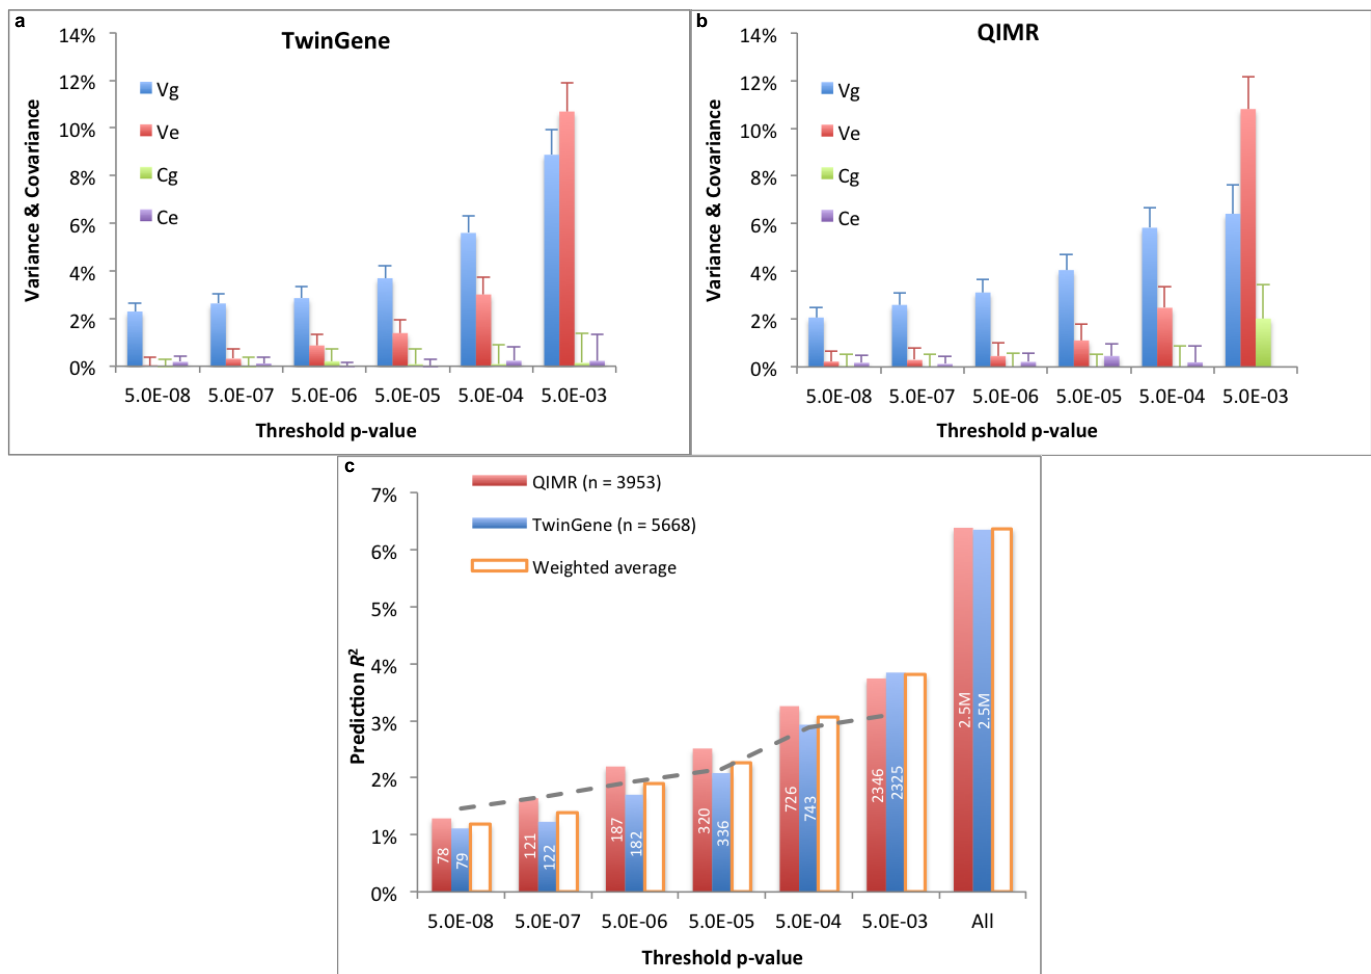 a
TwinGene
14%
12%
10%
8%
6%
4%
2%
0%
Variance & Covariance
Vg
Ve
Cg
Ce
5.0E-08 5.0E-07 5.0E-06 5.0E-05 5.0E-04 5.0E-03
Threshold p-value
b
QIMR
14%
12%
10%
8%
6%
4%
2%
0%
Variance & Covariance
Vg
Ve
Cg
Ce
5.0E-08 5.0E-07 5.0E-06 5.0E-05 5.0E-04 5.0E-03
Threshold p-value
c
QIMR (n = 3953)
TwinGene (n = 5668)
Weighted average
7%
6%
5%
4%
3%
2%
1%
0%
Prediction R²
78
79
121
122
187
182
320
336
726
743
2346
2325
2.5M
2.5M
5.0E-08 5.0E-07 5.0E-06 5.0E-05 5.0E-04 5.0E-03 All
Threshold p-value